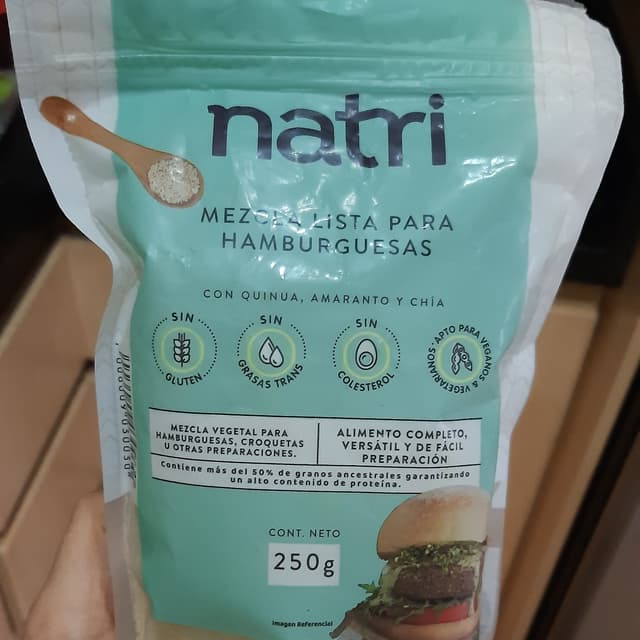 natri
MEZCLA LISTA PARA
HAMBURGUESAS
CON QUINUA, AMARANTO Y CHÍA
SIN
GLUTEN
SIN
GRASAS TRANS
SIN
COLESTEROL
APTO PARA VEGANOS & VEGETARIANOS
MEZCLA VEGETAL PARA
HAMBURGUESAS, CROQUETAS
U OTRAS PREPARACIONES.
ALIMENTO COMPLETO,
VERSÁTIL Y DE FÁCIL
PREPARACIÓN
Contiene más del 50% de granos ancestrales garantizando
un alto contenido de proteína.
CONT. NETO
250g
Imagen Referencial